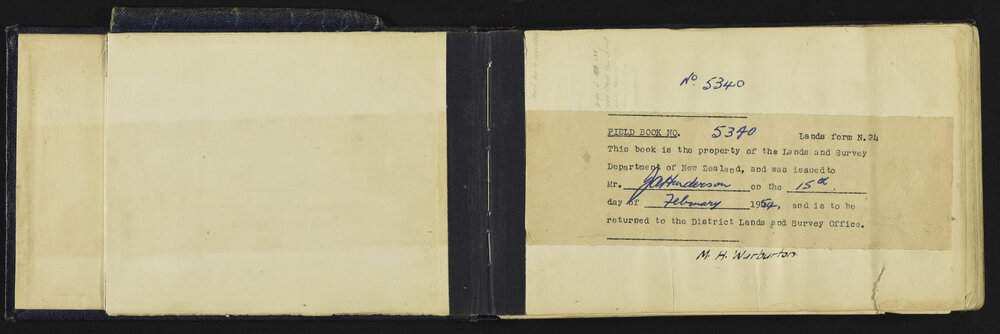 No. 5340
FIELD BOOK NO. 5340 Lands form N.24
This book is the property of the Lands and Survey
Department of New Zealand, and was issued to
Mr. JA Henderson on the 15th
day of February 1954, and is to be
returned to the District Lands and Survey Office.
M. H. Warburton